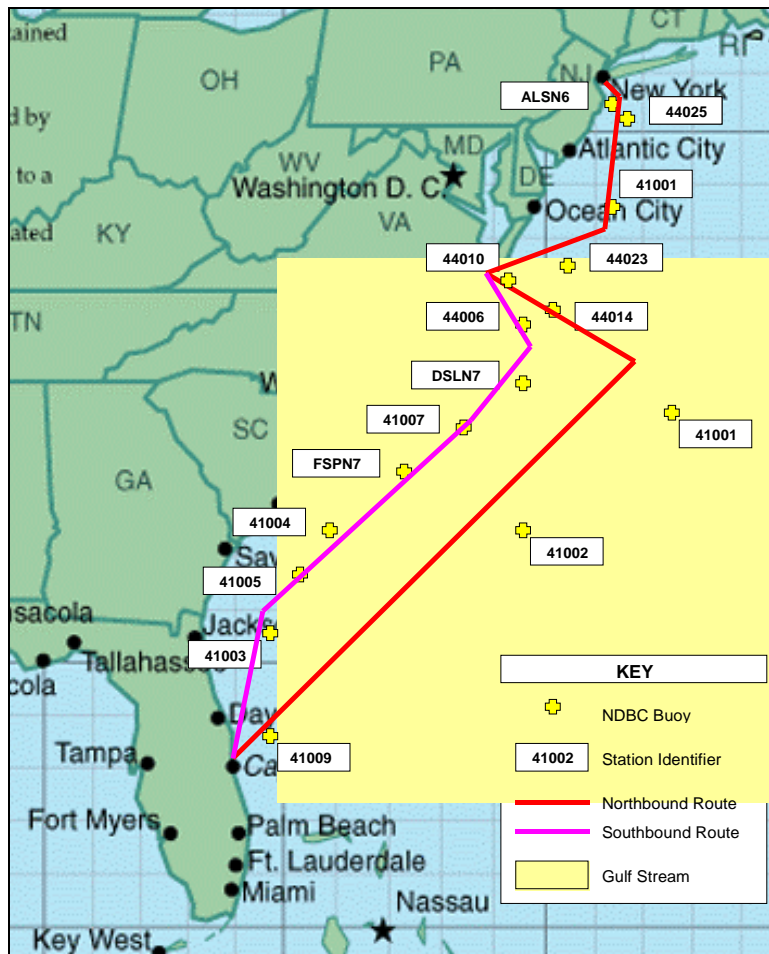 CT
ained
RI
OH
PA
NJ
New York
ALSN6
44025
d by
MD
Atlantic City
WV
to a
DE
41001
Washington D. C.
Ocean City
VA
ated
KY
44010
44023
TN
44006
44014
DSLN7
W
41007
41001
SC
FSPN7
GA
41004
41002
Sav
41005
nsacola
Jacks
41003
Tallahass
KEY
cola
NDBC Buoy
Day
Tampa
41009
41002 Station Identifier
Ca
Northbound Route
Fort Myers
Palm Beach
Southbound Route
Ft. Lauderdale
Gulf Stream
Miami
Nassau
Key West